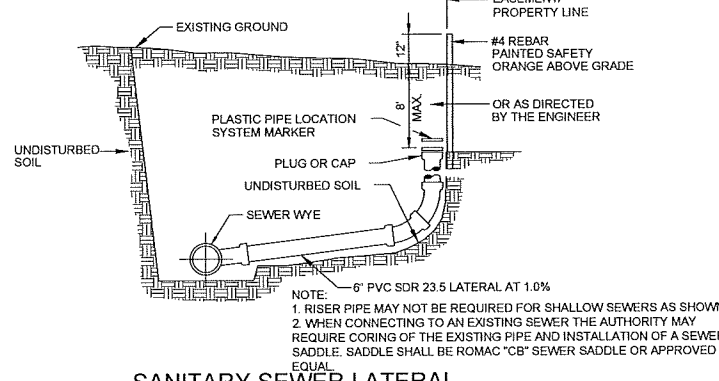 EASEMENT/
PROPERTY LINE
EXISTING GROUND
12"
#4 REBAR
PAINTED SAFETY
ORANGE ABOVE GRADE
8'
MAX.
OR AS DIRECTED
BY THE ENGINEER
PLASTIC PIPE LOCATION
SYSTEM MARKER
UNDISTURBED
SOIL
PLUG OR CAP
UNDISTURBED SOIL
SEWER WYE
6" PVC SDR 23.5 LATERAL AT 1.0%
NOTE:
1. RISER PIPE MAY NOT BE REQUIRED FOR SHALLOW SEWERS AS SHOWN
2. WHEN CONNECTING TO AN EXISTING SEWER THE AUTHORITY MAY
REQUIRE CORING OF THE EXISTING PIPE AND INSTALLATION OF A SEWER
SADDLE. SADDLE SHALL BE ROMAC "CB" SEWER SADDLE OR APPROVED
EQUAL.
SANITARY SEWER LATERAL